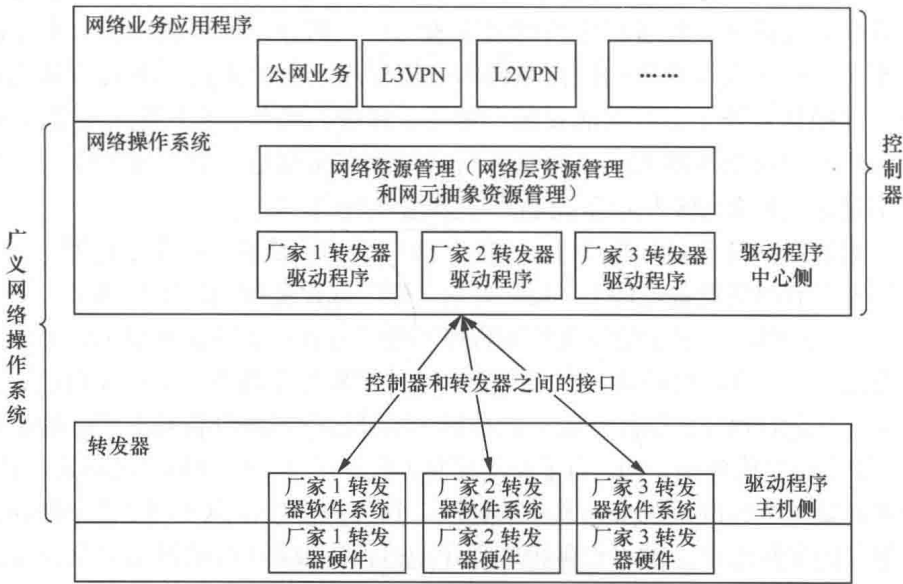 网络业务应用程序
公网业务
L3VPN
L2VPN
……
网络操作系统
网络资源管理（网络层资源管理
和网元抽象资源管理）
厂家 1 转发器
驱动程序
厂家 2 转发器
驱动程序
厂家 3 转发器
驱动程序
驱动程序
中心侧
控制器
广义网络操作系统
控制器和转发器之间的接口
转发器
厂家 1 转发
器软件系统
厂家 2 转发
器软件系统
厂家 3 转发
器软件系统
驱动程序
主机侧
厂家 1 转发
器硬件
厂家 2 转发
器硬件
厂家 3 转发
器硬件